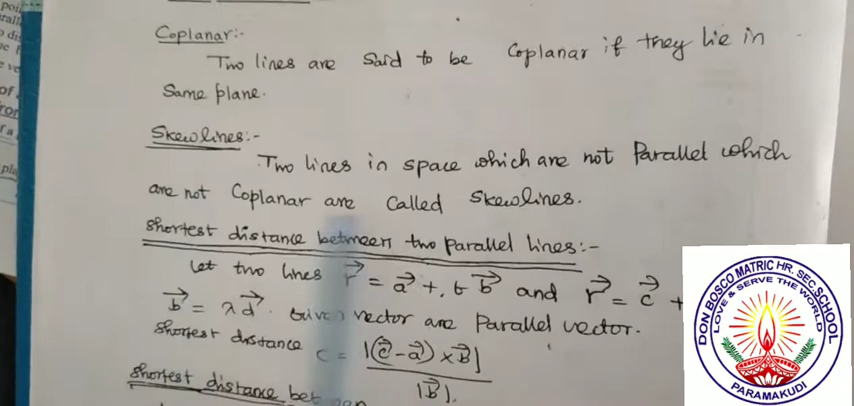 Coplanar:-
Two lines are said to be Coplanar if they lie in
Same plane.
Skewlines:-
Two lines in space which are not Parallel which
are not Coplanar are called Skewlines.
Shortest distance between two parallel lines:-
Let two lines r⃗ = a⃗ + t b⃗ and r⃗ = c⃗ +
b⃗ = λd⃗. Given vector are Parallel vector.
Shortest distance C = |(c⃗-a⃗) × b⃗| / |b⃗|.
Shortest distance bet
DON BOSCO MATRIC HR. SEC. SCHOOL
LOVE & SERVE THE WORLD
PARAMAKUDI